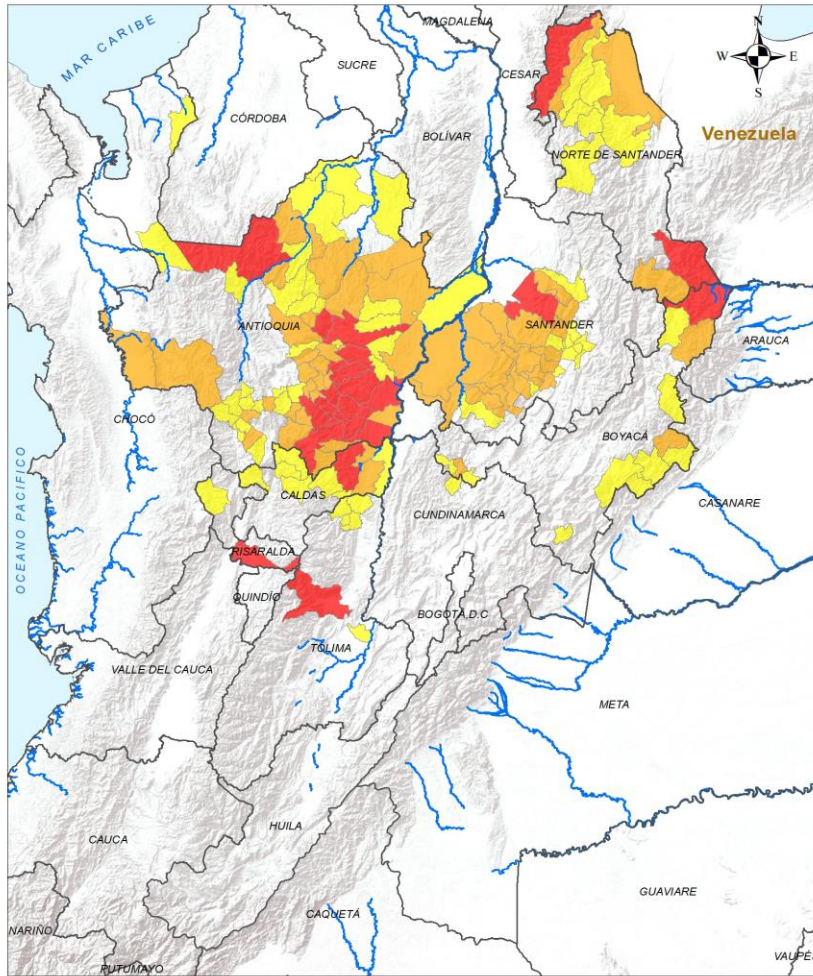 MAGDALENA
N
MAR CARIBE
SUCRE
W
E
CESAR
S
CÓRDOBA
BOLÍVAR
Venezuela
NORTE DE SANTANDER
ANTIOQUIA
SANTANDER
ARAUCA
CHOCÓ
BOYACÁ
CALDAS
CASANARE
CUNDINAMARCA
OCEANO PACIFICO
RISARALDA
QUINDÍO
BOGOTÁ,D.C
TOLIMA
VALLE DEL CAUCA
META
HUILA
CAUCA
GUAVIARE
CAQUETÁ
NARIÑO
PUTUMAYO
VAUPÉS